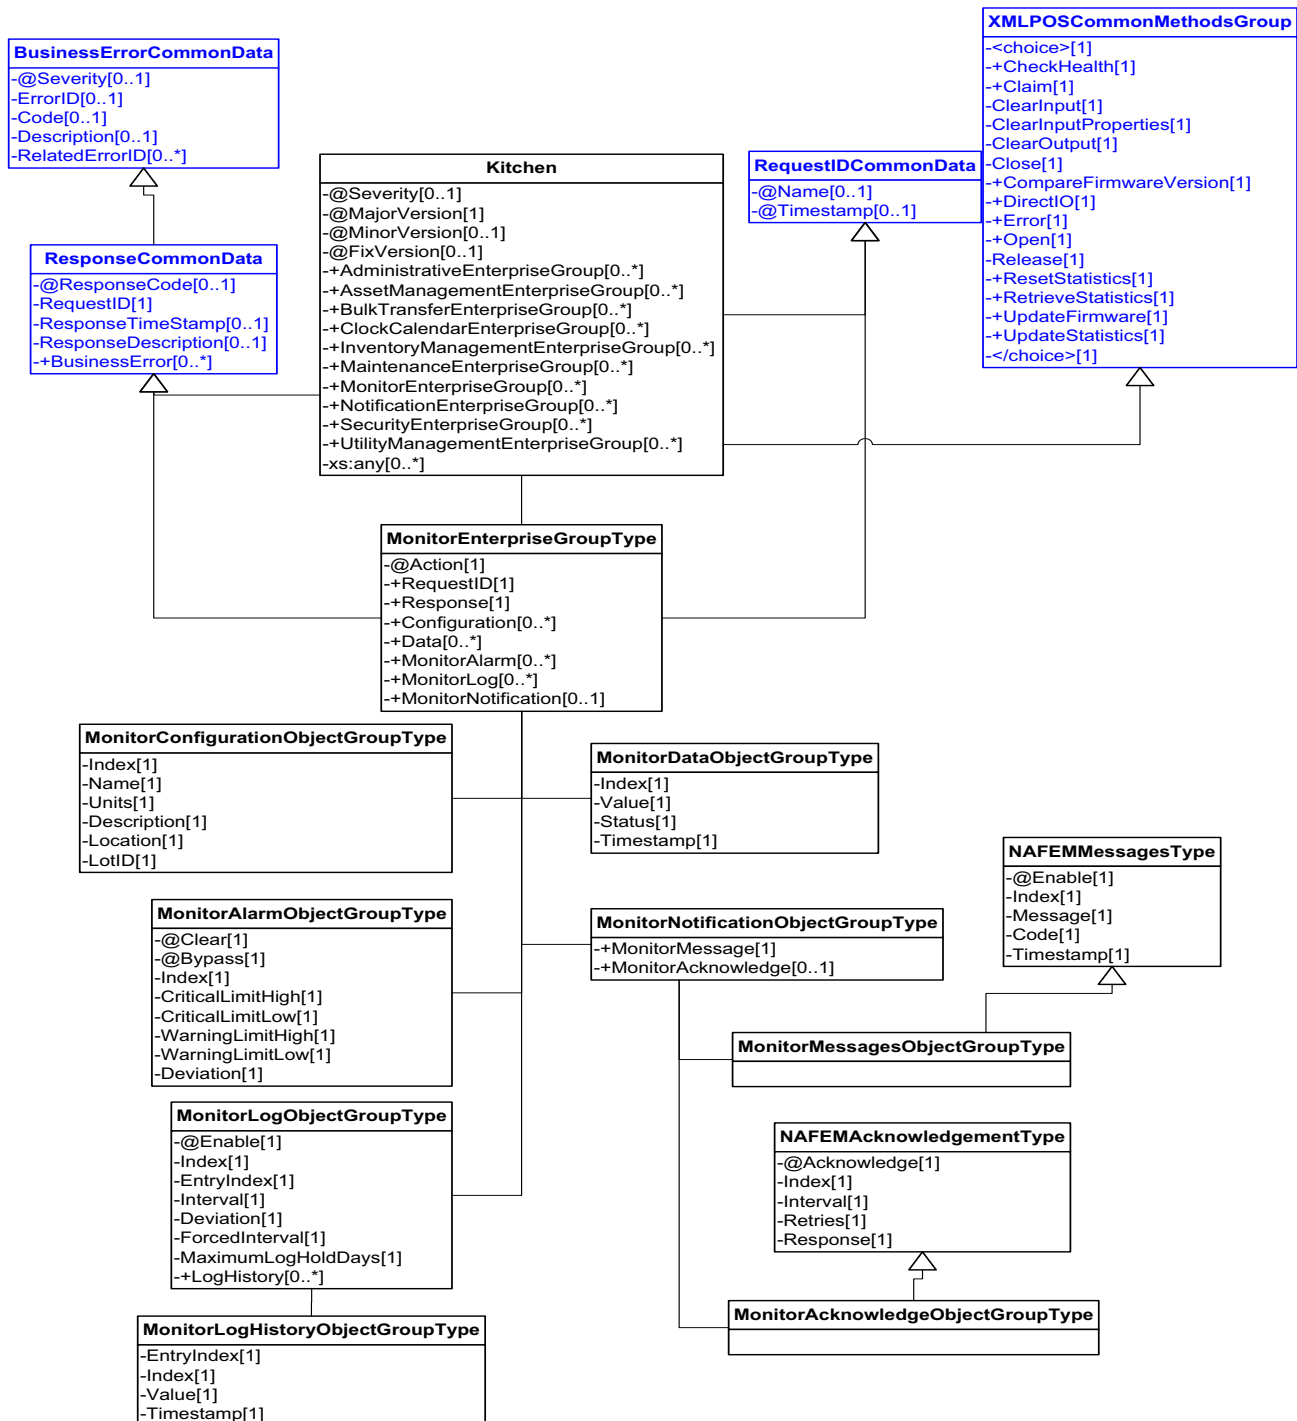 XMLPOSCommonMethodsGroup
-<choice>[1]
-+CheckHealth[1]
-+Claim[1]
-ClearInput[1]
-ClearInputProperties[1]
-ClearOutput[1]
-Close[1]
-+CompareFirmwareVersion[1]
-+DirectIO[1]
-+Error[1]
-+Open[1]
-Release[1]
-+ResetStatistics[1]
-+RetrieveStatistics[1]
-+UpdateFirmware[1]
-+UpdateStatistics[1]
-</choice>[1]
BusinessErrorCommonData
-@Severity[0..1]
-ErrorID[0..1]
-Code[0..1]
-Description[0..1]
-RelatedErrorID[0..*]
Kitchen
-@Severity[0..1]
-@MajorVersion[1]
-@MinorVersion[0..1]
-@FixVersion[0..1]
-+AdministrativeEnterpriseGroup[0..*]
-+AssetManagementEnterpriseGroup[0..*]
-+BulkTransferEnterpriseGroup[0..*]
-+ClockCalendarEnterpriseGroup[0..*]
-+InventoryManagementEnterpriseGroup[0..*]
-+MaintenanceEnterpriseGroup[0..*]
-+MonitorEnterpriseGroup[0..*]
-+NotificationEnterpriseGroup[0..*]
-+SecurityEnterpriseGroup[0..*]
-+UtilityManagementEnterpriseGroup[0..*]
-xs:any[0..*]
RequestIDCommonData
-@Name[0..1]
-@Timestamp[0..1]
ResponseCommonData
-@ResponseCode[0..1]
-RequestID[1]
-ResponseTimeStamp[0..1]
-ResponseDescription[0..1]
-+BusinessError[0..*]
MonitorEnterpriseGroupType
-@Action[1]
-+RequestID[1]
-+Response[1]
-+Configuration[0..*]
-+Data[0..*]
-+MonitorAlarm[0..*]
-+MonitorLog[0..*]
-+MonitorNotification[0..1]
MonitorConfigurationObjectGroupType
-Index[1]
-Name[1]
-Units[1]
-Description[1]
-Location[1]
-LotID[1]
MonitorDataObjectGroupType
-Index[1]
-Value[1]
-Status[1]
-Timestamp[1]
NAFEMMessagesType
-@Enable[1]
-Index[1]
-Message[1]
-Code[1]
-Timestamp[1]
MonitorAlarmObjectGroupType
-@Clear[1]
-@Bypass[1]
-Index[1]
-CriticalLimitHigh[1]
-CriticalLimitLow[1]
-WarningLimitHigh[1]
-WarningLimitLow[1]
-Deviation[1]
MonitorNotificationObjectGroupType
-+MonitorMessage[1]
-+MonitorAcknowledge[0..1]
MonitorMessagesObjectGroupType
MonitorLogObjectGroupType
-@Enable[1]
-Index[1]
-EntryIndex[1]
-Interval[1]
-Deviation[1]
-ForcedInterval[1]
-MaximumLogHoldDays[1]
-+LogHistory[0..*]
NAFEMAcknowledgementType
-@Acknowledge[1]
-Index[1]
-Interval[1]
-Retries[1]
-Response[1]
MonitorAcknowledgeObjectGroupType
MonitorLogHistoryObjectGroupType
-EntryIndex[1]
-Index[1]
-Value[1]
-Timestamp[1]